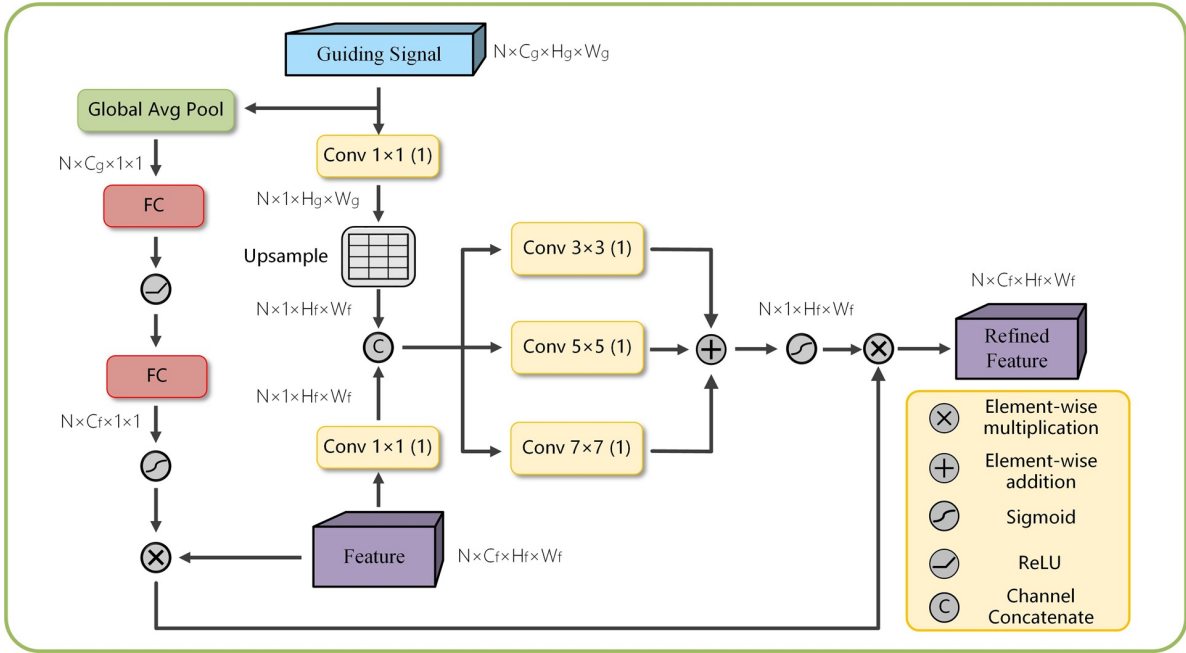 Guiding Signal
N×Cg×Hg×Wg
Global Avg Pool
N×Cg×1×1
FC
FC
N×Cf×1×1
Conv 1×1 (1)
N×1×Hg×Wg
Upsample
N×1×Hf×Wf
C
N×1×Hf×Wf
Conv 1×1 (1)
Feature
N×Cf×Hf×Wf
Conv 3×3 (1)
Conv 5×5 (1)
Conv 7×7 (1)
N×1×Hf×Wf
N×Cf×Hf×Wf
Refined
Feature
Element-wise
multiplication
Element-wise
addition
Sigmoid
ReLU
C
Channel
Concatenate